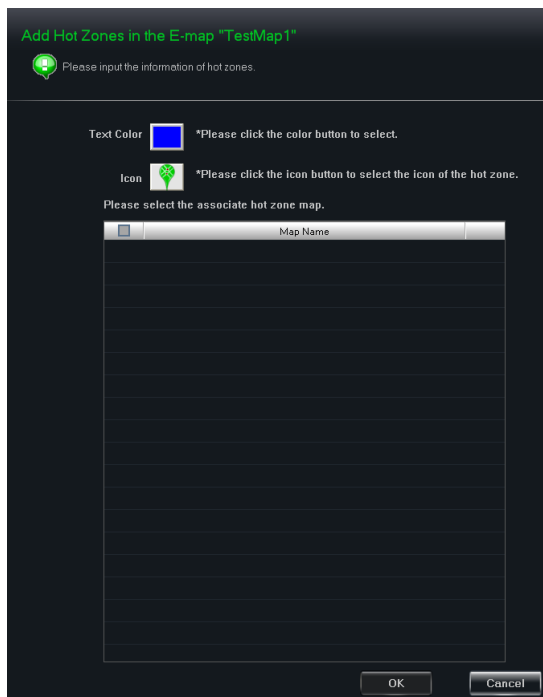 Add Hot Zones in the E-map "TestMap1"
Please input the information of hot zones.
Text Color *Please click the color button to select.
Icon *Please click the icon button to select the icon of the hot zone.
Please select the associate hot zone map.
Map Name
OK Cancel